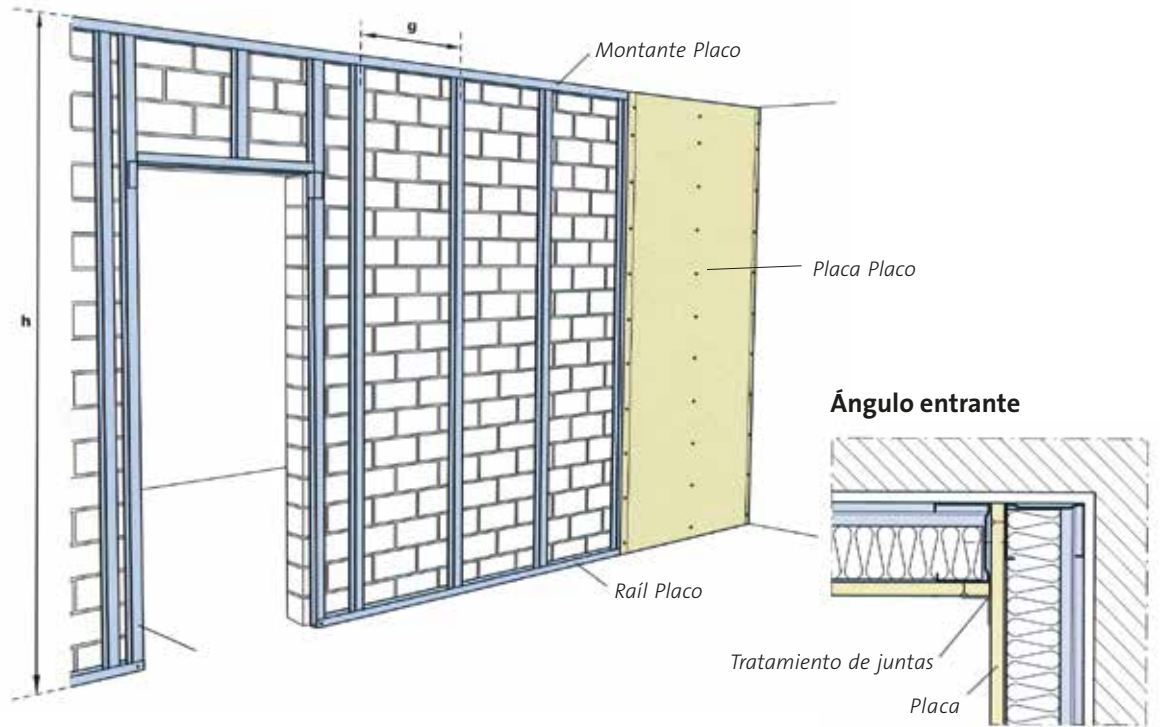 g
Montante Placo
h
Placa Placo
Ángulo entrante
Raíl Placo
Tratamiento de juntas
Placa